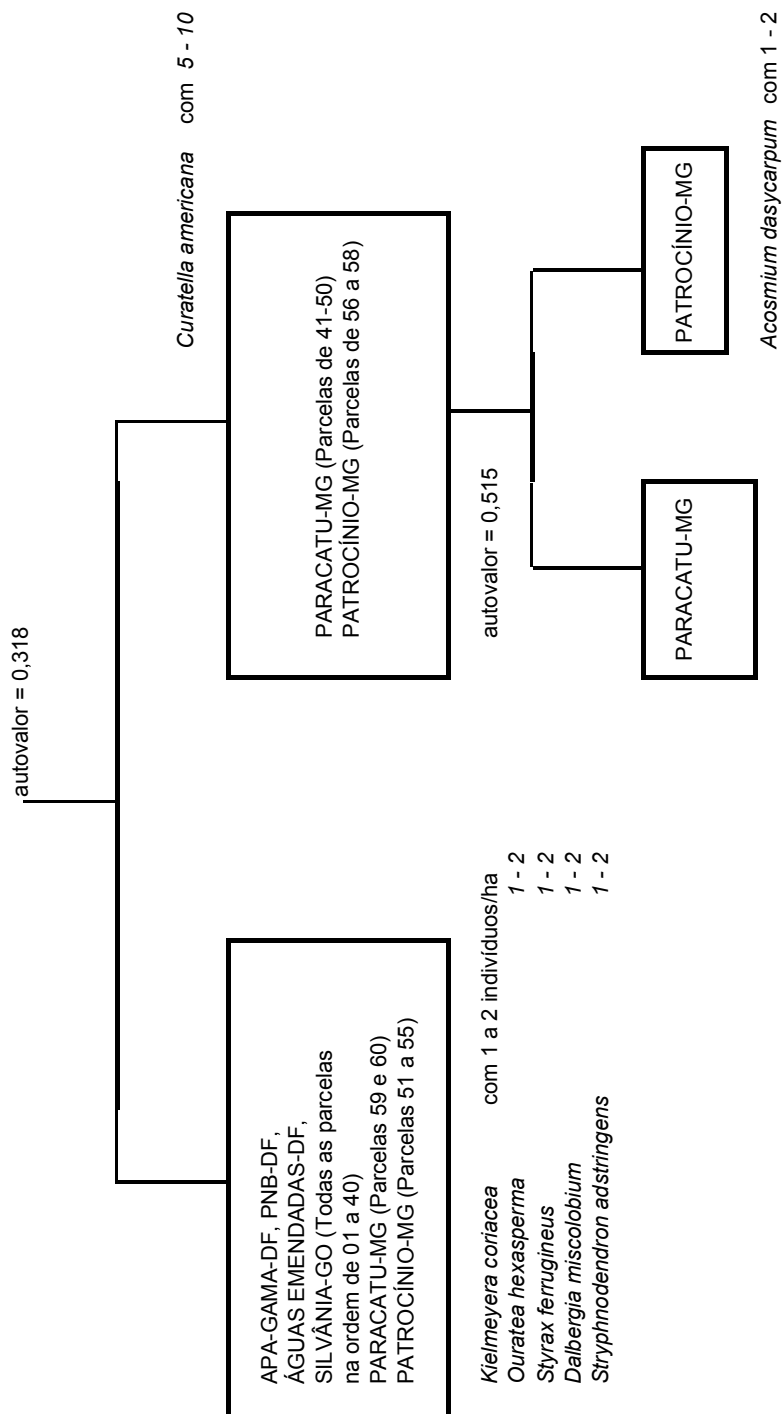 autovalor = 0,318
APA-GAMA-DF, PNB-DF,
ÁGUAS EMENDADAS-DF,
SILVÂNIA-GO (Todas as parcelas
na ordem de 01 a 40)
PARACATU-MG (Parcelas 59 e 60)
PATROCÍNIO-MG (Parcelas 51 a 55)
Kielmeyera coriacea com 1 a 2 indivíduos/ha
Ouratea hexasperma 1 - 2
Styrax ferrugineus 1 - 2
Dalbergia miscolobium 1 - 2
Stryphnodendron adstringens 1 - 2
Curatella americana com 5 - 10
PARACATU-MG (Parcelas de 41-50)
PATROCÍNIO-MG (Parcelas de 56 a 58)
autovalor = 0,515
PARACATU-MG
PATROCÍNIO-MG
Acosmium dasycarpum com 1 - 2